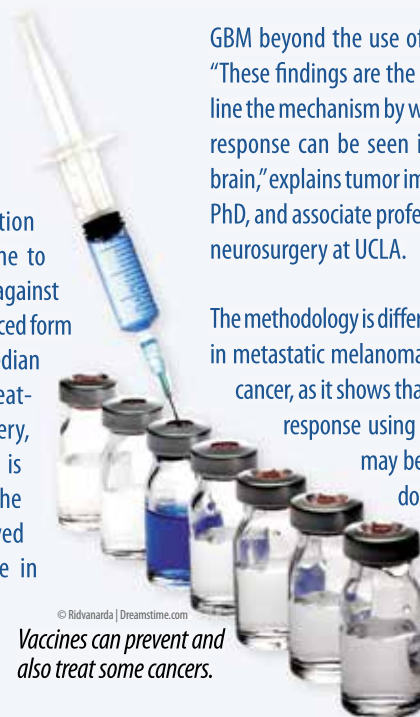 tion
ne to
against
ced form
dian
eat-
ery,
is
he
ved
e in
GBM beyond the use of
“These findings are the
line the mechanism by w
response can be seen i
brain,” explains tumor im
PhD, and associate profe
neurosurgery at UCLA.
The methodology is differ
in metastatic melanoma
cancer, as it shows tha
response using
may be
do
© Ridvanarda | Dreamstime.com
Vaccines can prevent and
also treat some cancers.